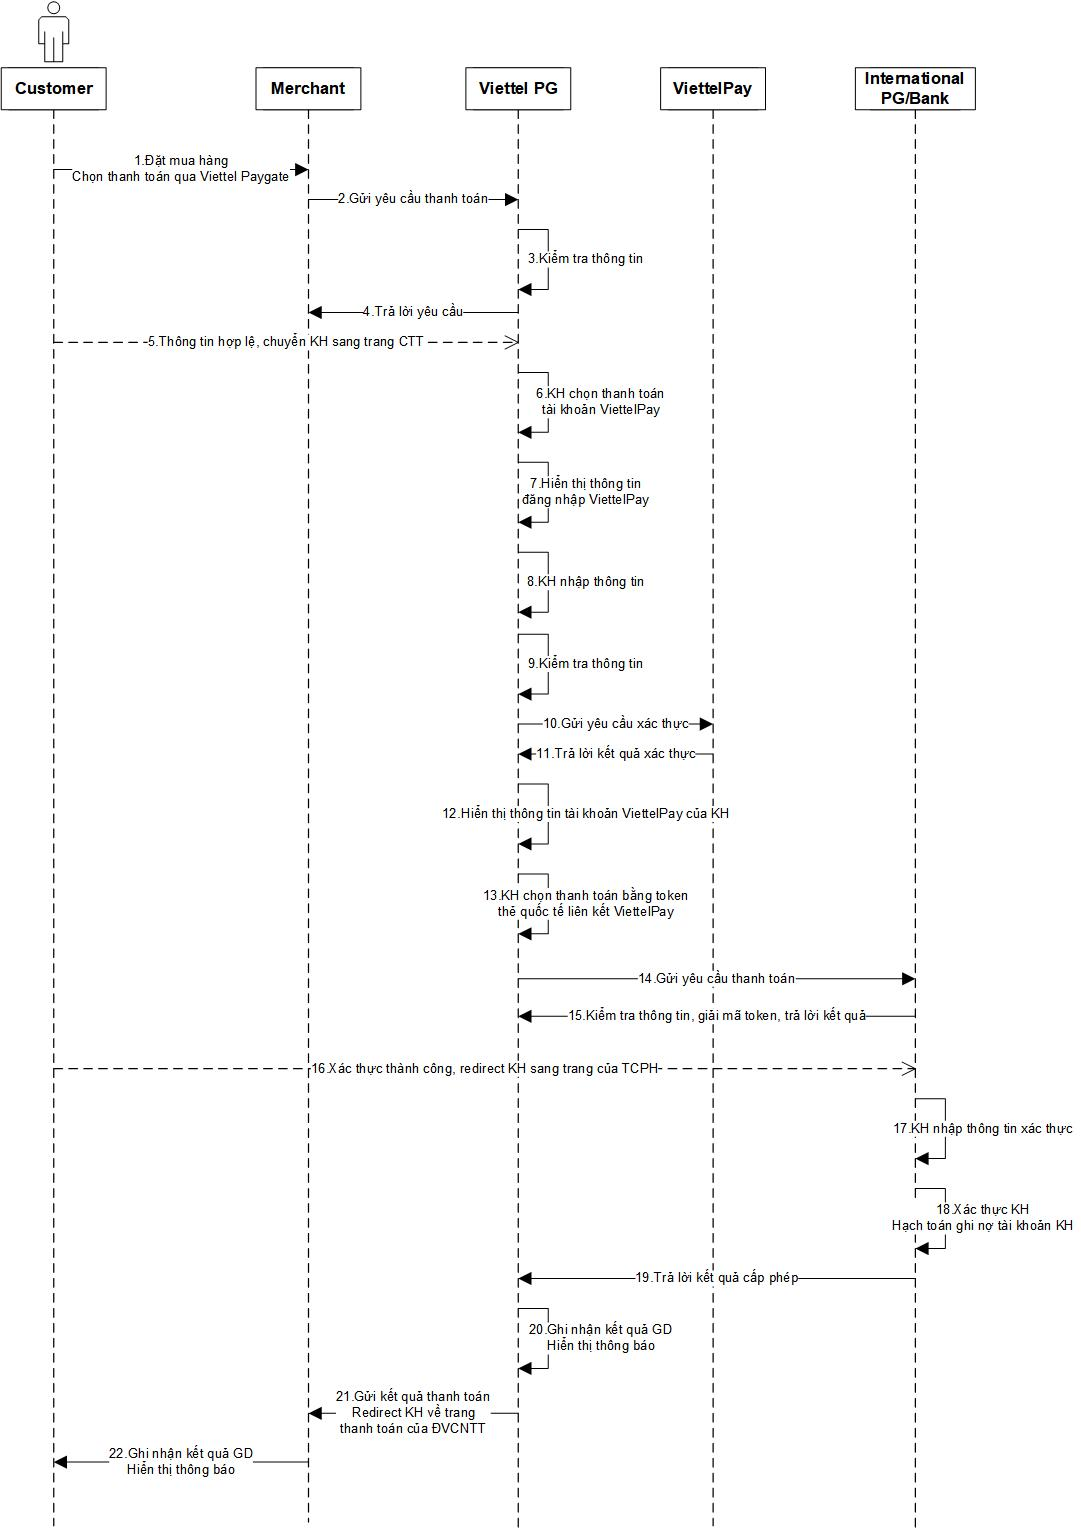 Customer
Merchant
Viettel PG
ViettelPay
International
PG/Bank
1.Đặt mua hàng
Chọn thanh toán qua Viettel Paygate
2.Gửi yêu cầu thanh toán
3.Kiểm tra thông tin
4.Trả lời yêu cầu
5.Thông tin hợp lệ, chuyển KH sang trang CTT
6.KH chọn thanh toán
tài khoản ViettelPay
7.Hiển thị thông tin
đăng nhập ViettelPay
8.KH nhập thông tin
9.Kiểm tra thông tin
10.Gửi yêu cầu xác thực
11.Trả lời kết quả xác thực
12.Hiển thị thông tin tài khoản ViettelPay của KH
13.KH chọn thanh toán bằng token
thẻ quốc tế liên kết ViettelPay
14.Gửi yêu cầu thanh toán
15.Kiểm tra thông tin, giải mã token, trả lời kết quả
16.Xác thực thành công, redirect KH sang trang của TCPH
17.KH nhập thông tin xác thực
18.Xác thực KH
Hạch toán ghi nợ tài khoản KH
19.Trả lời kết quả cấp phép
20.Ghi nhận kết quả GD
Hiển thị thông báo
21.Gửi kết quả thanh toán
Redirect KH về trang
thanh toán của ĐVCNTT
22.Ghi nhận kết quả GD
Hiển thị thông báo